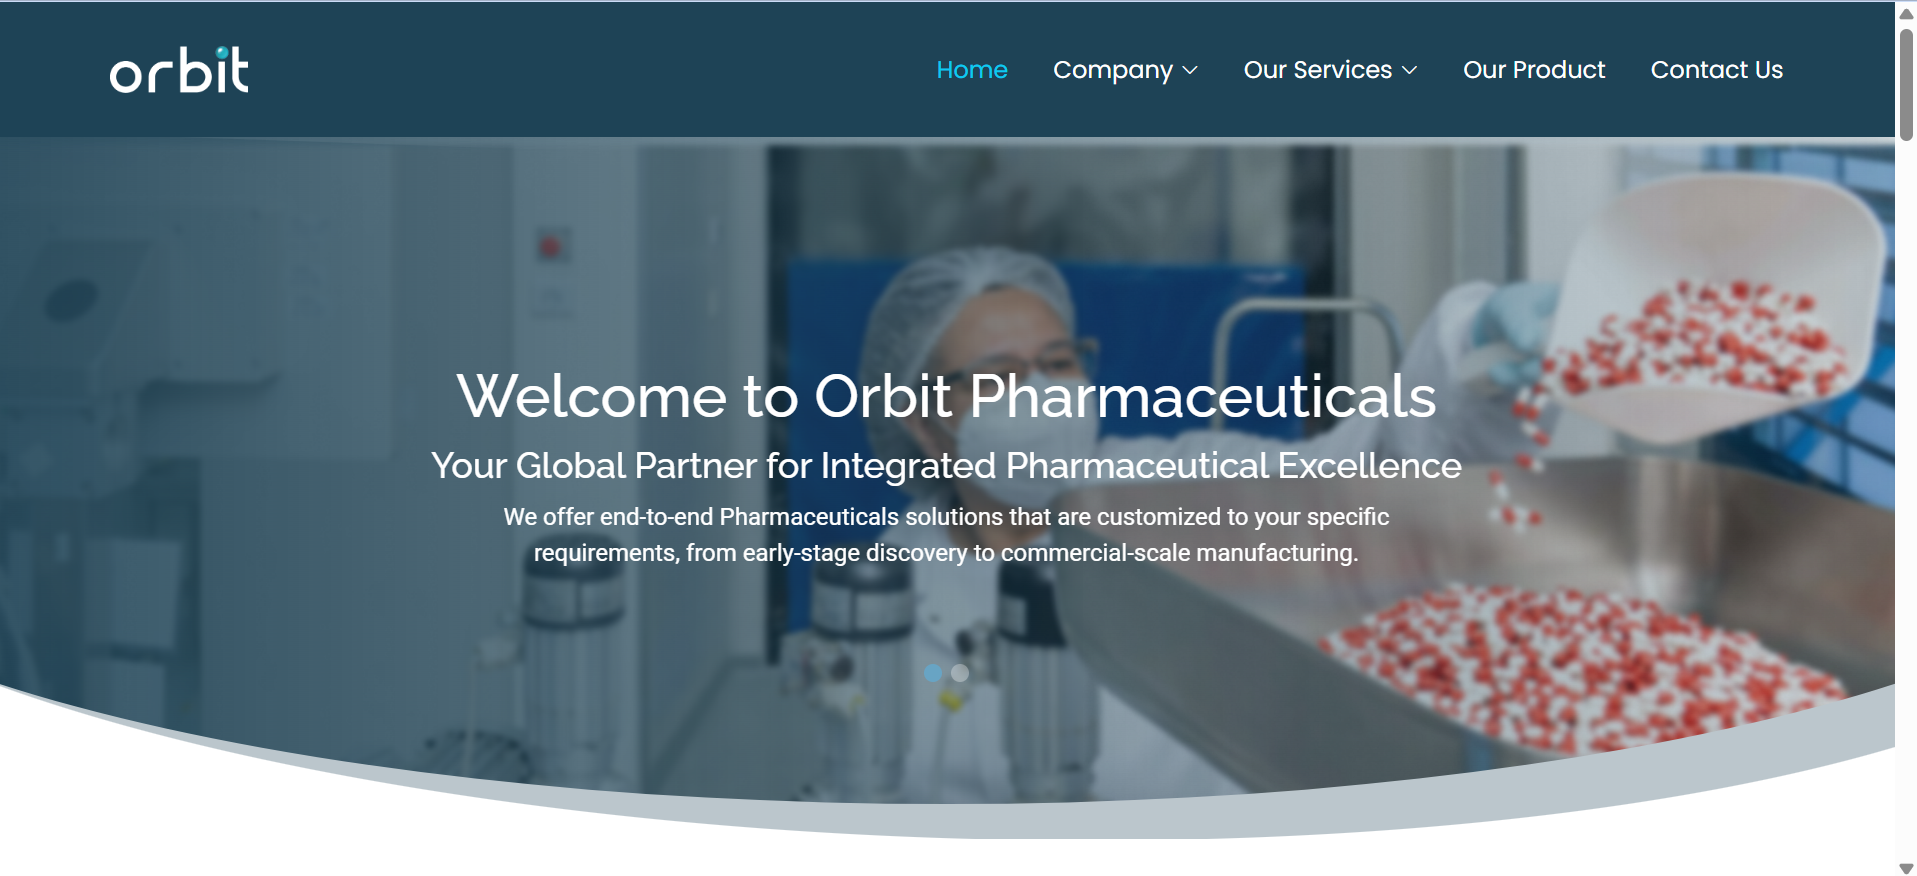 orbit
Home
Company
Our Services
Our Product
Contact Us
Welcome to Orbit Pharmaceuticals
Your Global Partner for Integrated Pharmaceutical Excellence
We offer end-to-end Pharmaceuticals solutions that are customized to your specific
requirements, from early-stage discovery to commercial-scale manufacturing.